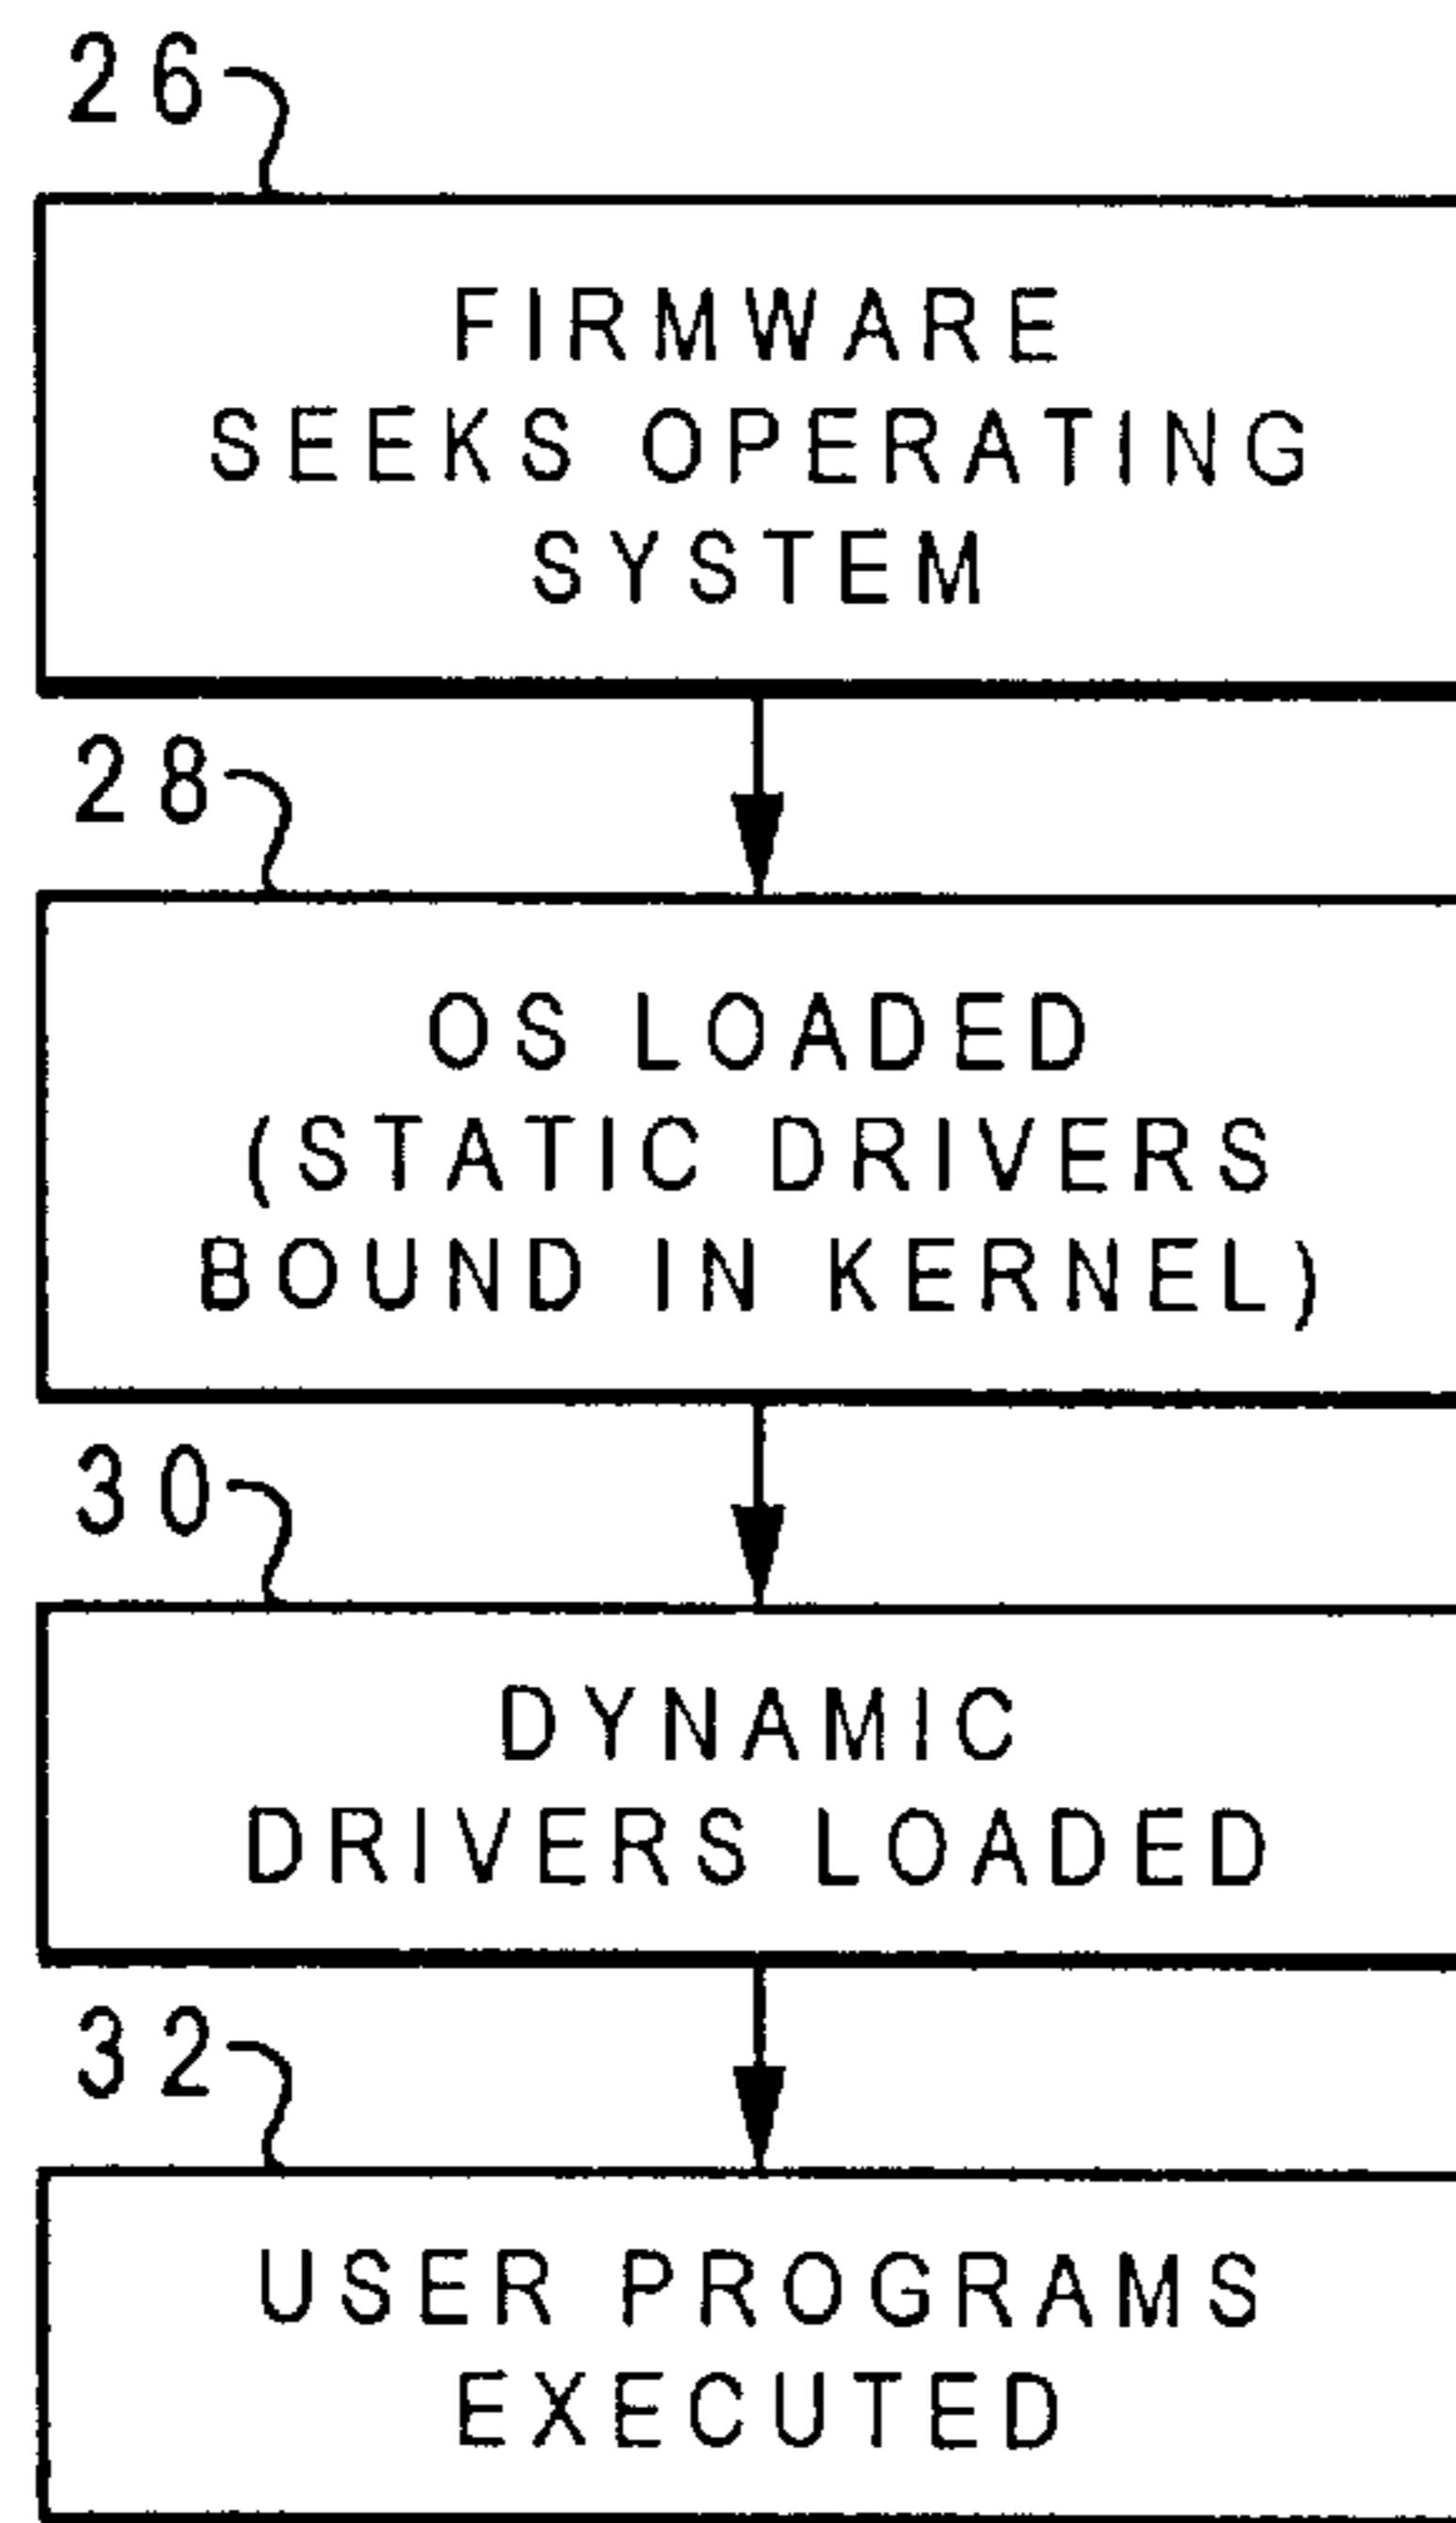 26
FIRMWARE
SEEKS OPERATING
SYSTEM
28
OS LOADED
(STATIC DRIVERS
BOUND IN KERNEL)
30
DYNAMIC
DRIVERS LOADED
32
USER PROGRAMS
EXECUTED